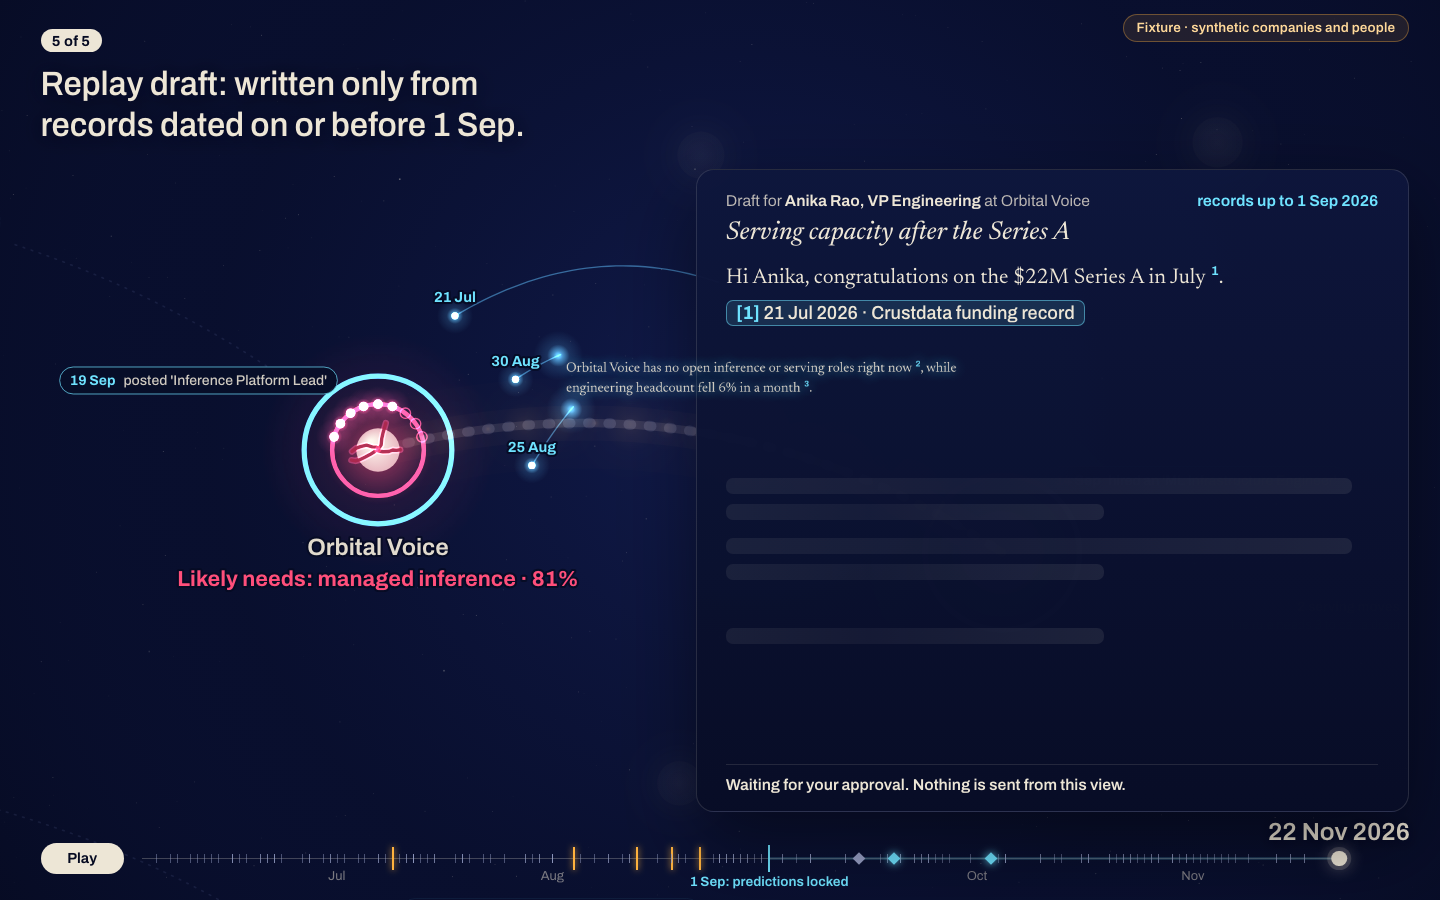 5 of 5
Fixture · synthetic companies and people
Replay draft: written only from
records dated on or before 1 Sep.
Draft for Anika Rao, VP Engineering at Orbital Voice
records up to 1 Sep 2026
Serving capacity after the Series A
Hi Anika, congratulations on the $22M Series A in July 1.
[1] 21 Jul 2026 · Crustdata funding record
21 Jul
30 Aug
Orbital Voice has no open inference or serving roles right now 2, while
engineering headcount fell 6% in a month 3.
19 Sep posted 'Inference Platform Lead'
25 Aug
Orbital Voice
Likely needs: managed inference · 81%
Waiting for your approval. Nothing is sent from this view.
22 Nov 2026
Play
Jul
Aug
1 Sep: predictions locked
Oct
Nov